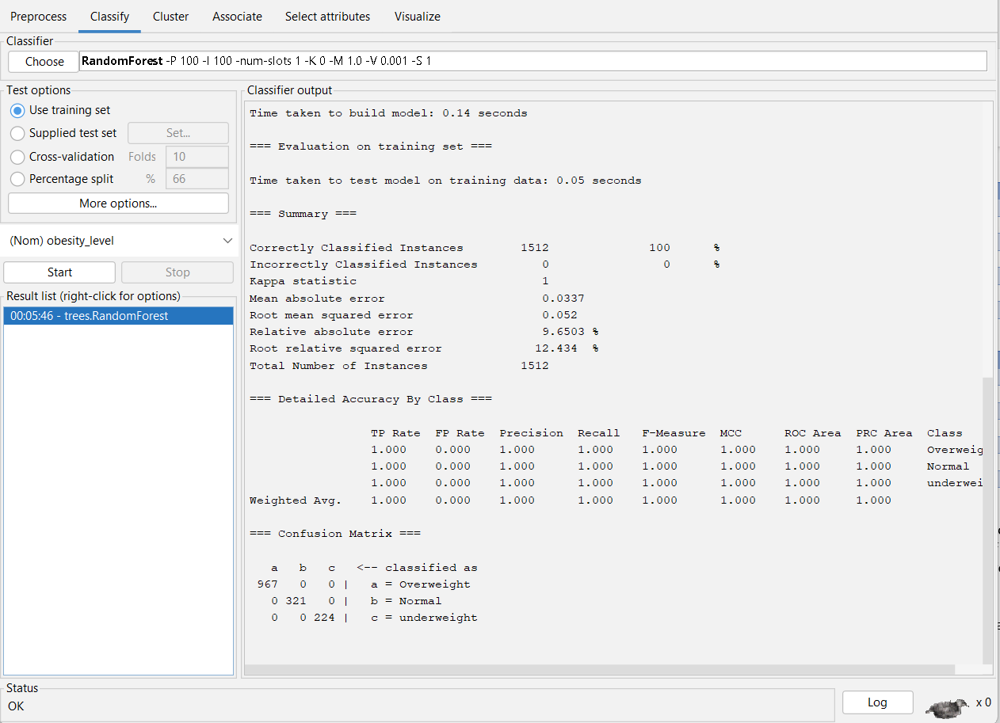 Preprocess Classify Cluster Associate Select attributes Visualize
Classifier
Choose RandomForest -P 100 -I 100 -num-slots 1 -K 0 -M 1.0 -V 0.001 -S 1
Test options
Use training set
Supplied test set Set...
Cross-validation Folds 10
Percentage split % 66
More options...
(Nom) obesity_level
Start Stop
Result list (right-click for options)
00:05:46 - trees.RandomForest
Classifier output
Time taken to build model: 0.14 seconds
=== Evaluation on training set ===
Time taken to test model on training data: 0.05 seconds
=== Summary ===
Correctly Classified Instances 1512 100 %
Incorrectly Classified Instances 0 0 %
Kappa statistic 1
Mean absolute error 0.0337
Root mean squared error 0.052
Relative absolute error 9.6503 %
Root relative squared error 12.434 %
Total Number of Instances 1512
=== Detailed Accuracy By Class ===
TP Rate FP Rate Precision Recall F-Measure MCC ROC Area PRC Area Class
1.000 0.000 1.000 1.000 1.000 1.000 1.000 1.000 Overweig
1.000 0.000 1.000 1.000 1.000 1.000 1.000 1.000 Normal
1.000 0.000 1.000 1.000 1.000 1.000 1.000 1.000 underwei
Weighted Avg. 1.000 0.000 1.000 1.000 1.000 1.000 1.000 1.000
=== Confusion Matrix ===
a b c <-- classified as
967 0 0 | a = Overweight
0 321 0 | b = Normal
0 0 224 | c = underweight
Status
OK
Log x 0